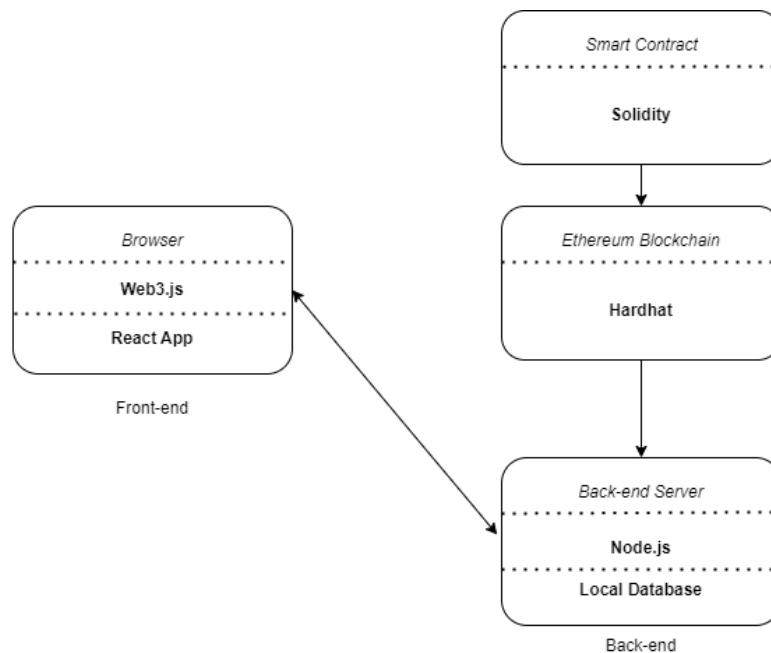 Smart Contract
Solidity
Browser
Web3.js
React App
Front-end
Ethereum Blockchain
Hardhat
Back-end Server
Node.js
Local Database
Back-end